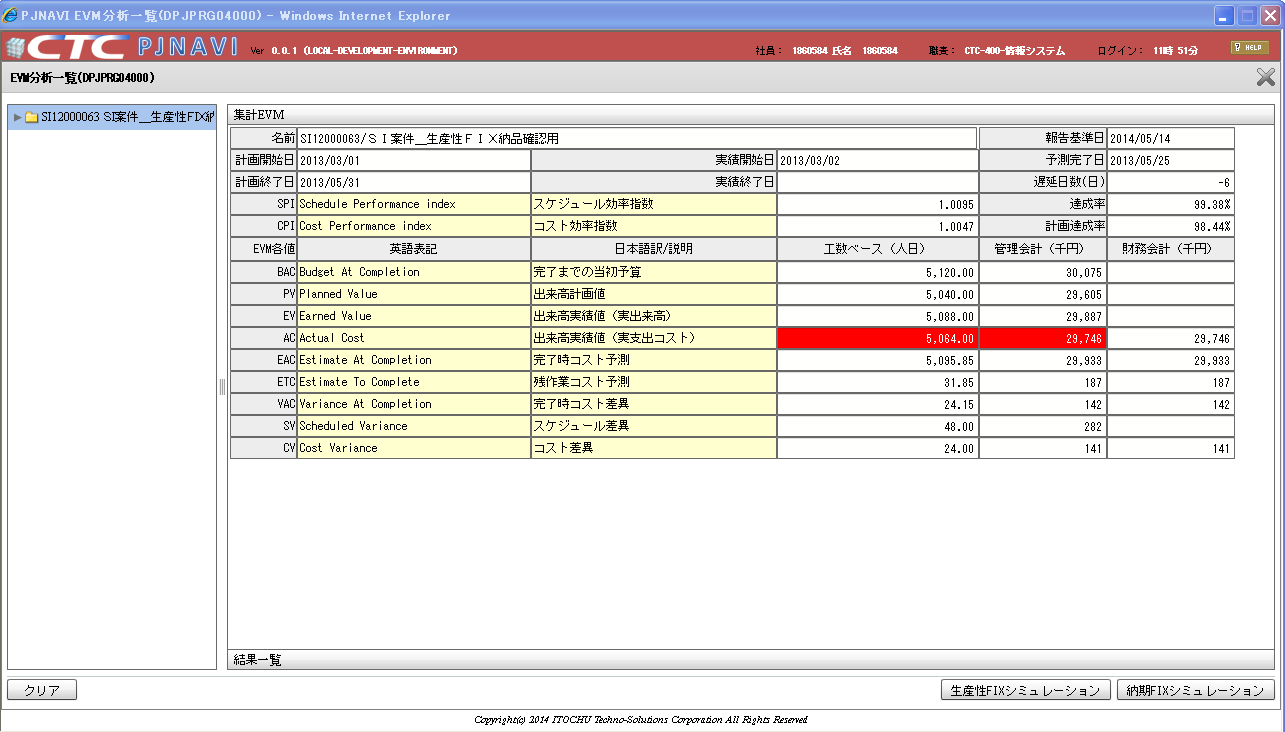 PJNAVI EVM分析一覧(DPJPRG04000) - Windows Internet Explorer
CTC PJNAVI Ver 0.0.1 (LOCAL-DEVELOPMENT-ENVIRONMENT) 社員： 1860584 氏名 1860584 職責： CTC-400-情報システム ログイン： 11時 51分 ? HELP
EVM分析一覧(DPJPRG04000)
SI12000063 SI案件__生産性FIX納
集計EVM
名前 SI12000063/ＳＩ案件__生産性ＦＩＸ納品確認用 報告基準日 2014/05/14
計画開始日 2013/03/01 実績開始日 2013/03/02 予測完了日 2013/05/25
計画終了日 2013/05/31 実績終了日 遅延日数(日) -6
SPI Schedule Performance index スケジュール効率指数 1.0095 達成率 99.38%
CPI Cost Performance index コスト効率指数 1.0047 計画達成率 98.44%
EVM各値 英語表記 日本語訳/説明 工数ベース（人日） 管理会計（千円） 財務会計（千円）
BAC Budget At Completion 完了までの当初予算 5,120.00 30,075
PV Planned Value 出来高計画値 5,040.00 29,605
EV Earned Value 出来高実績値（実出来高） 5,088.00 29,887
AC Actual Cost 出来高実績値（実支出コスト） 5,064.00 29,746 29,746
EAC Estimate At Completion 完了時コスト予測 5,095.85 29,933 29,933
ETC Estimate To Complete 残作業コスト予測 31.85 187 187
VAC Variance At Completion 完了時コスト差異 24.15 142 142
SV Scheduled Variance スケジュール差異 48.00 282
CV Cost Variance コスト差異 24.00 141 141
結果一覧
クリア 生産性FIXシミュレーション 納期FIXシミュレーション
Copyright(c) 2014 ITOCHU Techno-Solutions Corporation All Rights Reserved